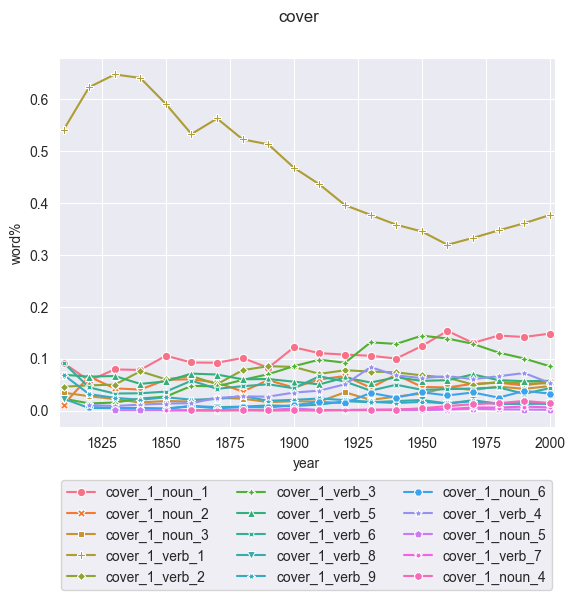 cover
0.6
0.5
0.4
0.3
0.2
0.1
0.0
word%
1825 1850 1875 1900 1925 1950 1975 2000
year
cover_1_noun_1 cover_1_verb_3 cover_1_noun_6
cover_1_noun_2 cover_1_verb_5 cover_1_verb_4
cover_1_noun_3 cover_1_verb_6 cover_1_noun_5
cover_1_verb_1 cover_1_verb_8 cover_1_verb_7
cover_1_verb_2 cover_1_verb_9 cover_1_noun_4